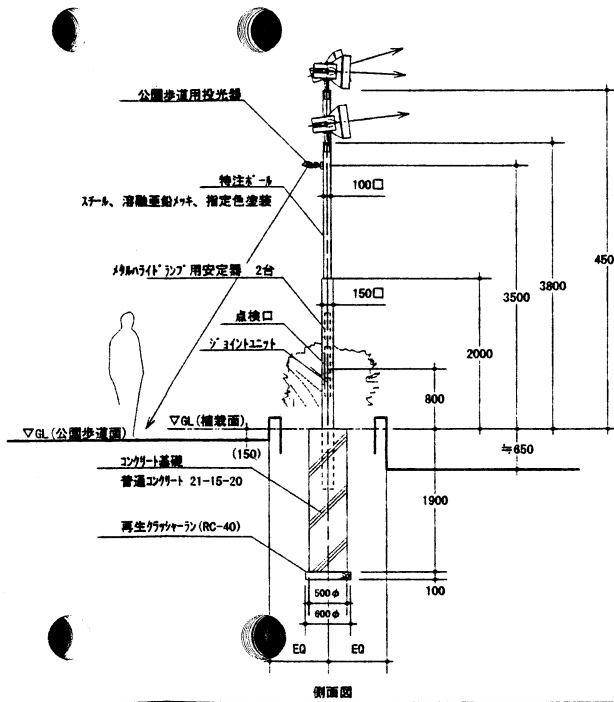 公園歩道用投光器
特注ポール
スチール、溶融亜鉛メッキ、指定色塗装
100□
メタルハライドランプ用安定器 2台
150□
点検口
ジョイントユニット
450
3800
3500
2000
800
▽GL(植栽面)
▽GL(公園歩道面)
(150)
≒650
コンクリート基礎
普通コンクリート 21-15-20
1900
再生クラッシャーラン(RC-40)
100
500φ
600φ
EQ
EQ
側面図